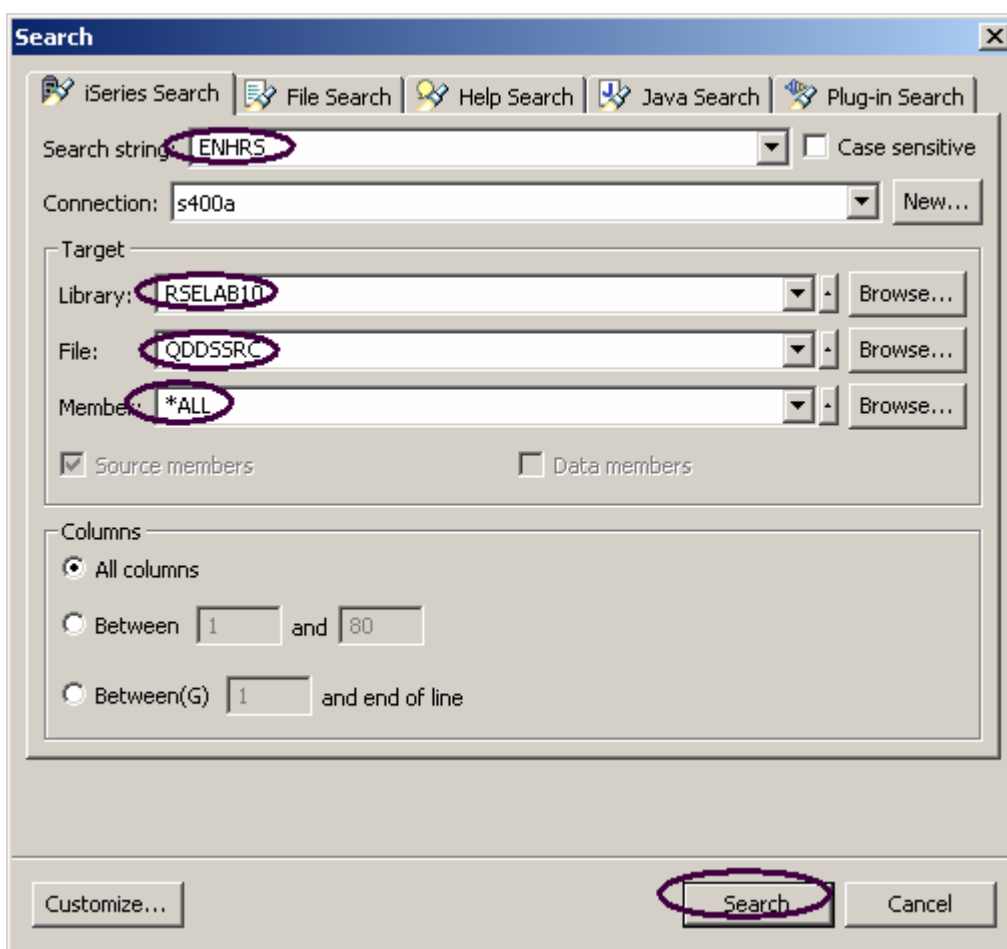 Search
iSeries Search File Search Help Search Java Search Plug-in Search
Search string: ENHRS Case sensitive
Connection: s400a New...
Target
Library: RSELAB10 Browse...
File: QDDSSRC Browse...
Member: *ALL Browse...
Source members Data members
Columns
All columns
Between 1 and 80
Between(G) 1 and end of line
Customize... Search Cancel